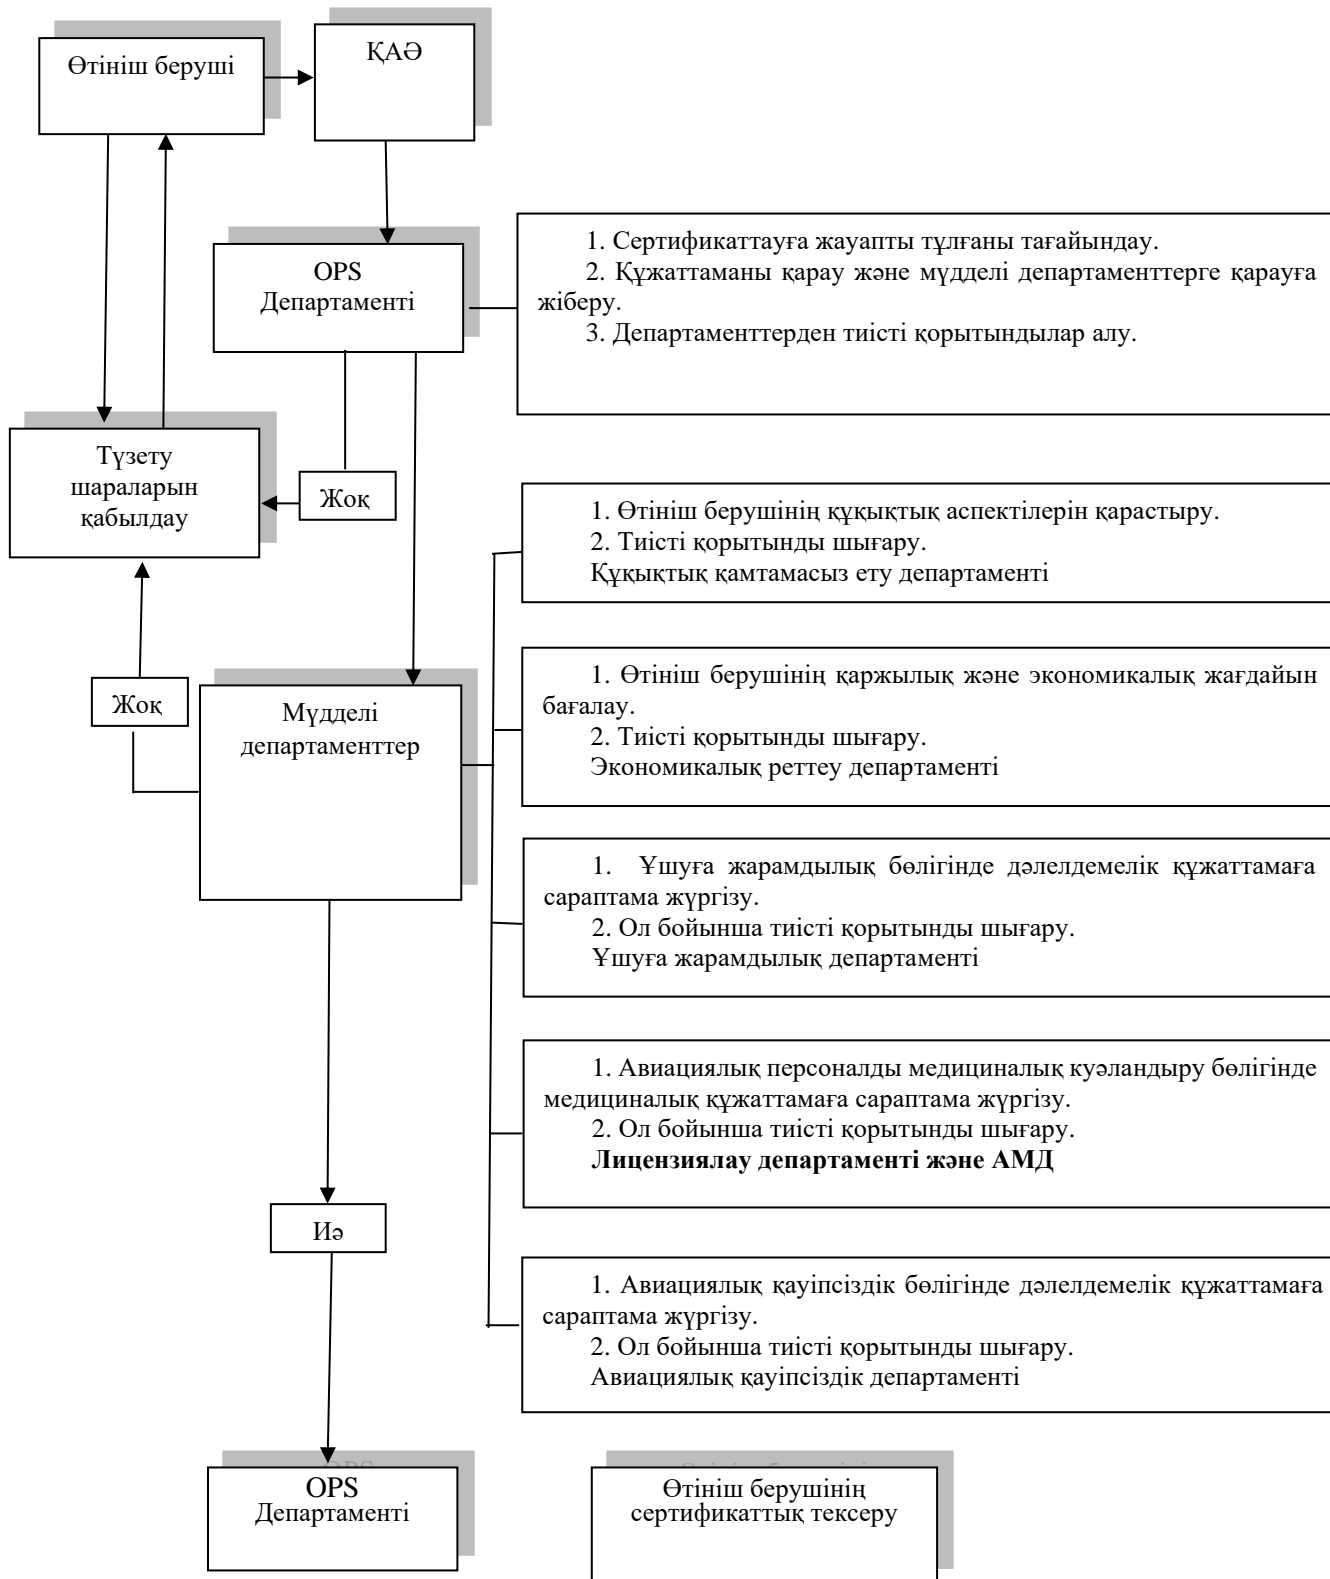 Өтініш беруші
ҚАӘ
OPS
Департаменті
1. Сертификаттауға жауапты тұлғаны тағайындау.
2. Құжаттаманы қарау және мүдделі департаменттерге қарауға
жіберу.
3. Департаменттерден тиісті қорытындылар алу.
Түзету
шараларын
қабылдау
Жоқ
1. Өтініш берушінің құқықтық аспектілерін қарастыру.
2. Тиісті қорытынды шығару.
Құқықтық қамтамасыз ету департаменті
Жоқ
Мүдделі
департаменттер
1. Өтініш берушінің қаржылық және экономикалық жағдайын
бағалау.
2. Тиісті қорытынды шығару.
Экономикалық реттеу департаменті
1. Ұшуға жарамдылық бөлігінде дәлелдемелік құжаттамаға
сараптама жүргізу.
2. Ол бойынша тиісті қорытынды шығару.
Ұшуға жарамдылық департаменті
1. Авиациялық персоналды медициналық куәландыру бөлігінде
медициналық құжаттамаға сараптама жүргізу.
2. Ол бойынша тиісті қорытынды шығару.
Лицензиялау департаменті және АМД
Иә
1. Авиациялық қауіпсіздік бөлігінде дәлелдемелік құжаттамаға
сараптама жүргізу.
2. Ол бойынша тиісті қорытынды шығару.
Авиациялық қауіпсіздік департаменті
OPS
Департаменті
Өтініш берушінің
сертификаттық тексеру